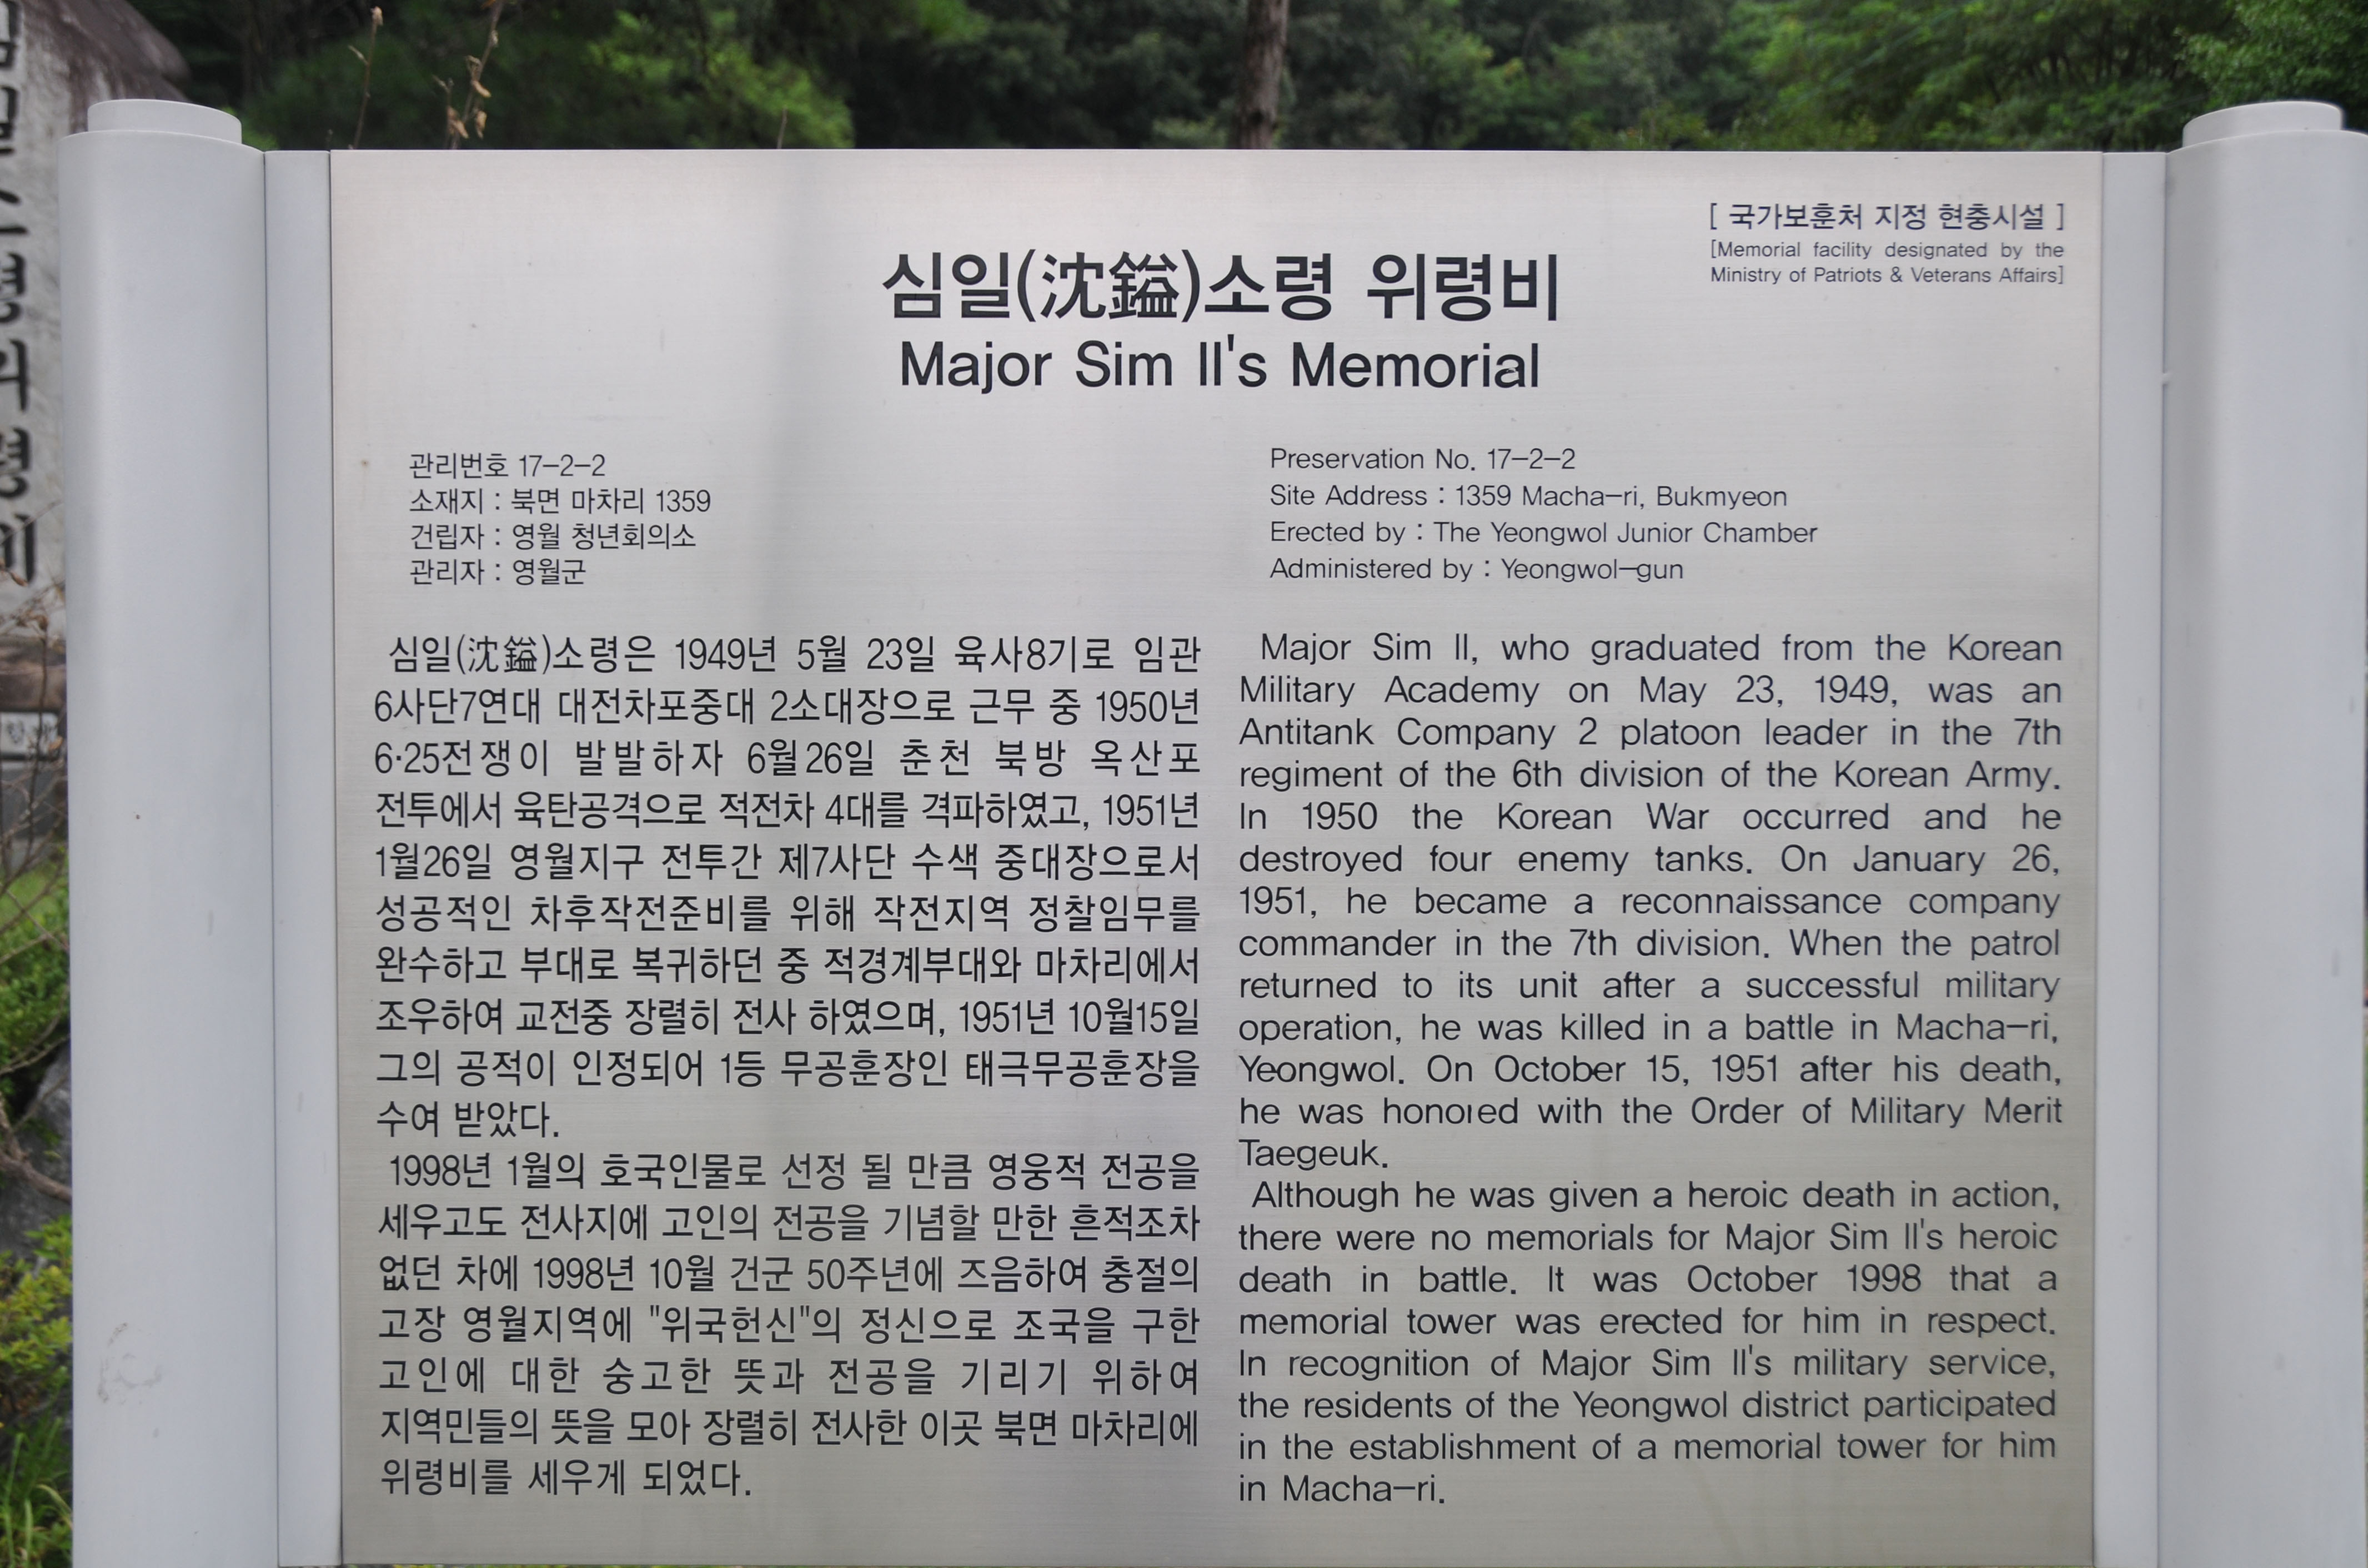 [ 국가보훈처 지정 현충시설 ]
[Memorial facility designated by the
Ministry of Patriots & Veterans Affairs]
심일(沈鎰)소령 위령비
Major Sim Il's Memorial
관리번호 17-2-2
소재지 : 북면 마차리 1359
건립자 : 영월 청년회의소
관리자 : 영월군
Preservation No. 17-2-2
Site Address : 1359 Macha-ri, Bukmyeon
Erected by : The Yeongwol Junior Chamber
Administered by : Yeongwol-gun
심일(沈鎰)소령은 1949년 5월 23일 육사8기로 임관
6사단7연대 대전차포중대 2소대장으로 근무 중 1950년
6·25전쟁이 발발하자 6월26일 춘천 북방 옥산포
전투에서 육탄공격으로 적전차 4대를 격파하였고, 1951년
1월26일 영월지구 전투간 제7사단 수색 중대장으로서
성공적인 차후작전준비를 위해 작전지역 정찰임무를
완수하고 부대로 복귀하던 중 적경계부대와 마차리에서
조우하여 교전중 장렬히 전사 하였으며, 1951년 10월15일
그의 공적이 인정되어 1등 무공훈장인 태극무공훈장을
수여 받았다.
1998년 1월의 호국인물로 선정 될 만큼 영웅적 전공을
세우고도 전사지에 고인의 전공을 기념할 만한 흔적조차
없던 차에 1998년 10월 건군 50주년에 즈음하여 충절의
고장 영월지역에 "위국헌신"의 정신으로 조국을 구한
고인에 대한 숭고한 뜻과 전공을 기리기 위하여
지역민들의 뜻을 모아 장렬히 전사한 이곳 북면 마차리에
위령비를 세우게 되었다.
Major Sim Il, who graduated from the Korean
Military Academy on May 23, 1949, was an
Antitank Company 2 platoon leader in the 7th
regiment of the 6th division of the Korean Army.
In 1950 the Korean War occurred and he
destroyed four enemy tanks. On January 26,
1951, he became a reconnaissance company
commander in the 7th division. When the patrol
returned to its unit after a successful military
operation, he was killed in a battle in Macha-ri,
Yeongwol. On October 15, 1951 after his death,
he was honored with the Order of Military Merit
Taegeuk.
Although he was given a heroic death in action,
there were no memorials for Major Sim Il's heroic
death in battle. It was October 1998 that a
memorial tower was erected for him in respect.
In recognition of Major Sim Il's military service,
the residents of the Yeongwol district participated
in the establishment of a memorial tower for him
in Macha-ri.